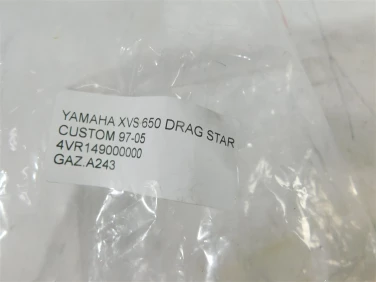 YAMAHA XVS 650 DRAG STAR
CUSTOM 97-05
4VR149000000
GAZ.A243